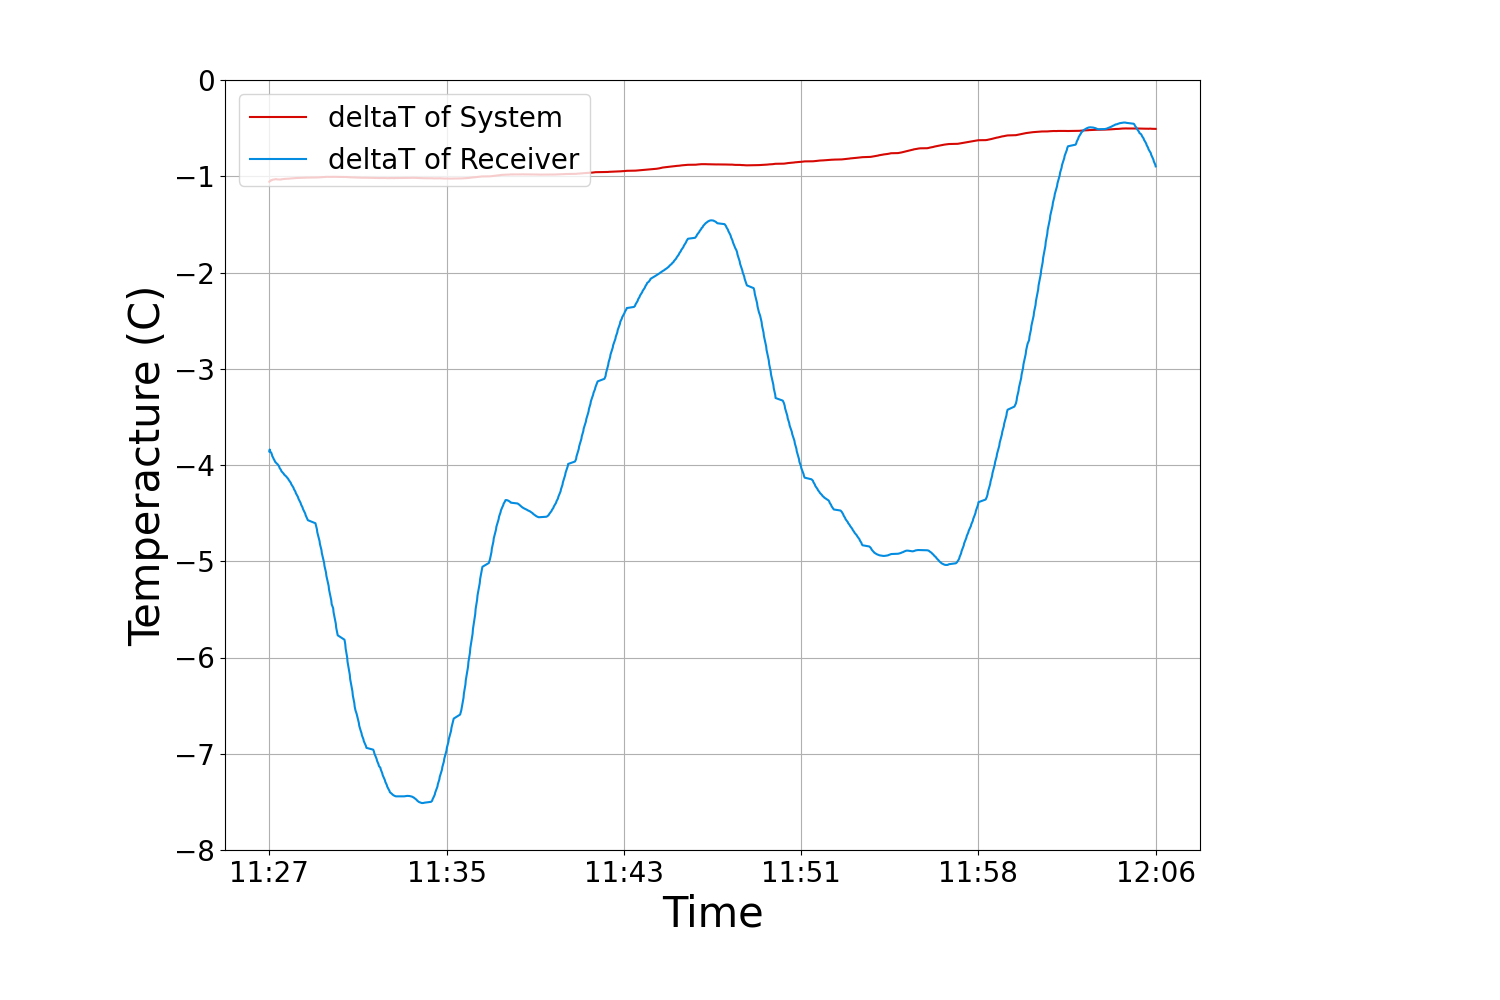 0
deltaT of System
deltaT of Receiver
−1
−2
−3
−4
−5
−6
−7
−8
Temperacture (C)
11:27 11:35 11:43 11:51 11:58 12:06
Time